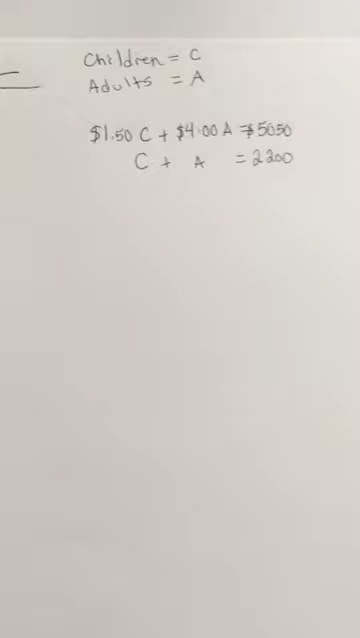 Children = C
Adults = A
$1.50 C + $4.00 A = $5050
C + A = 2200